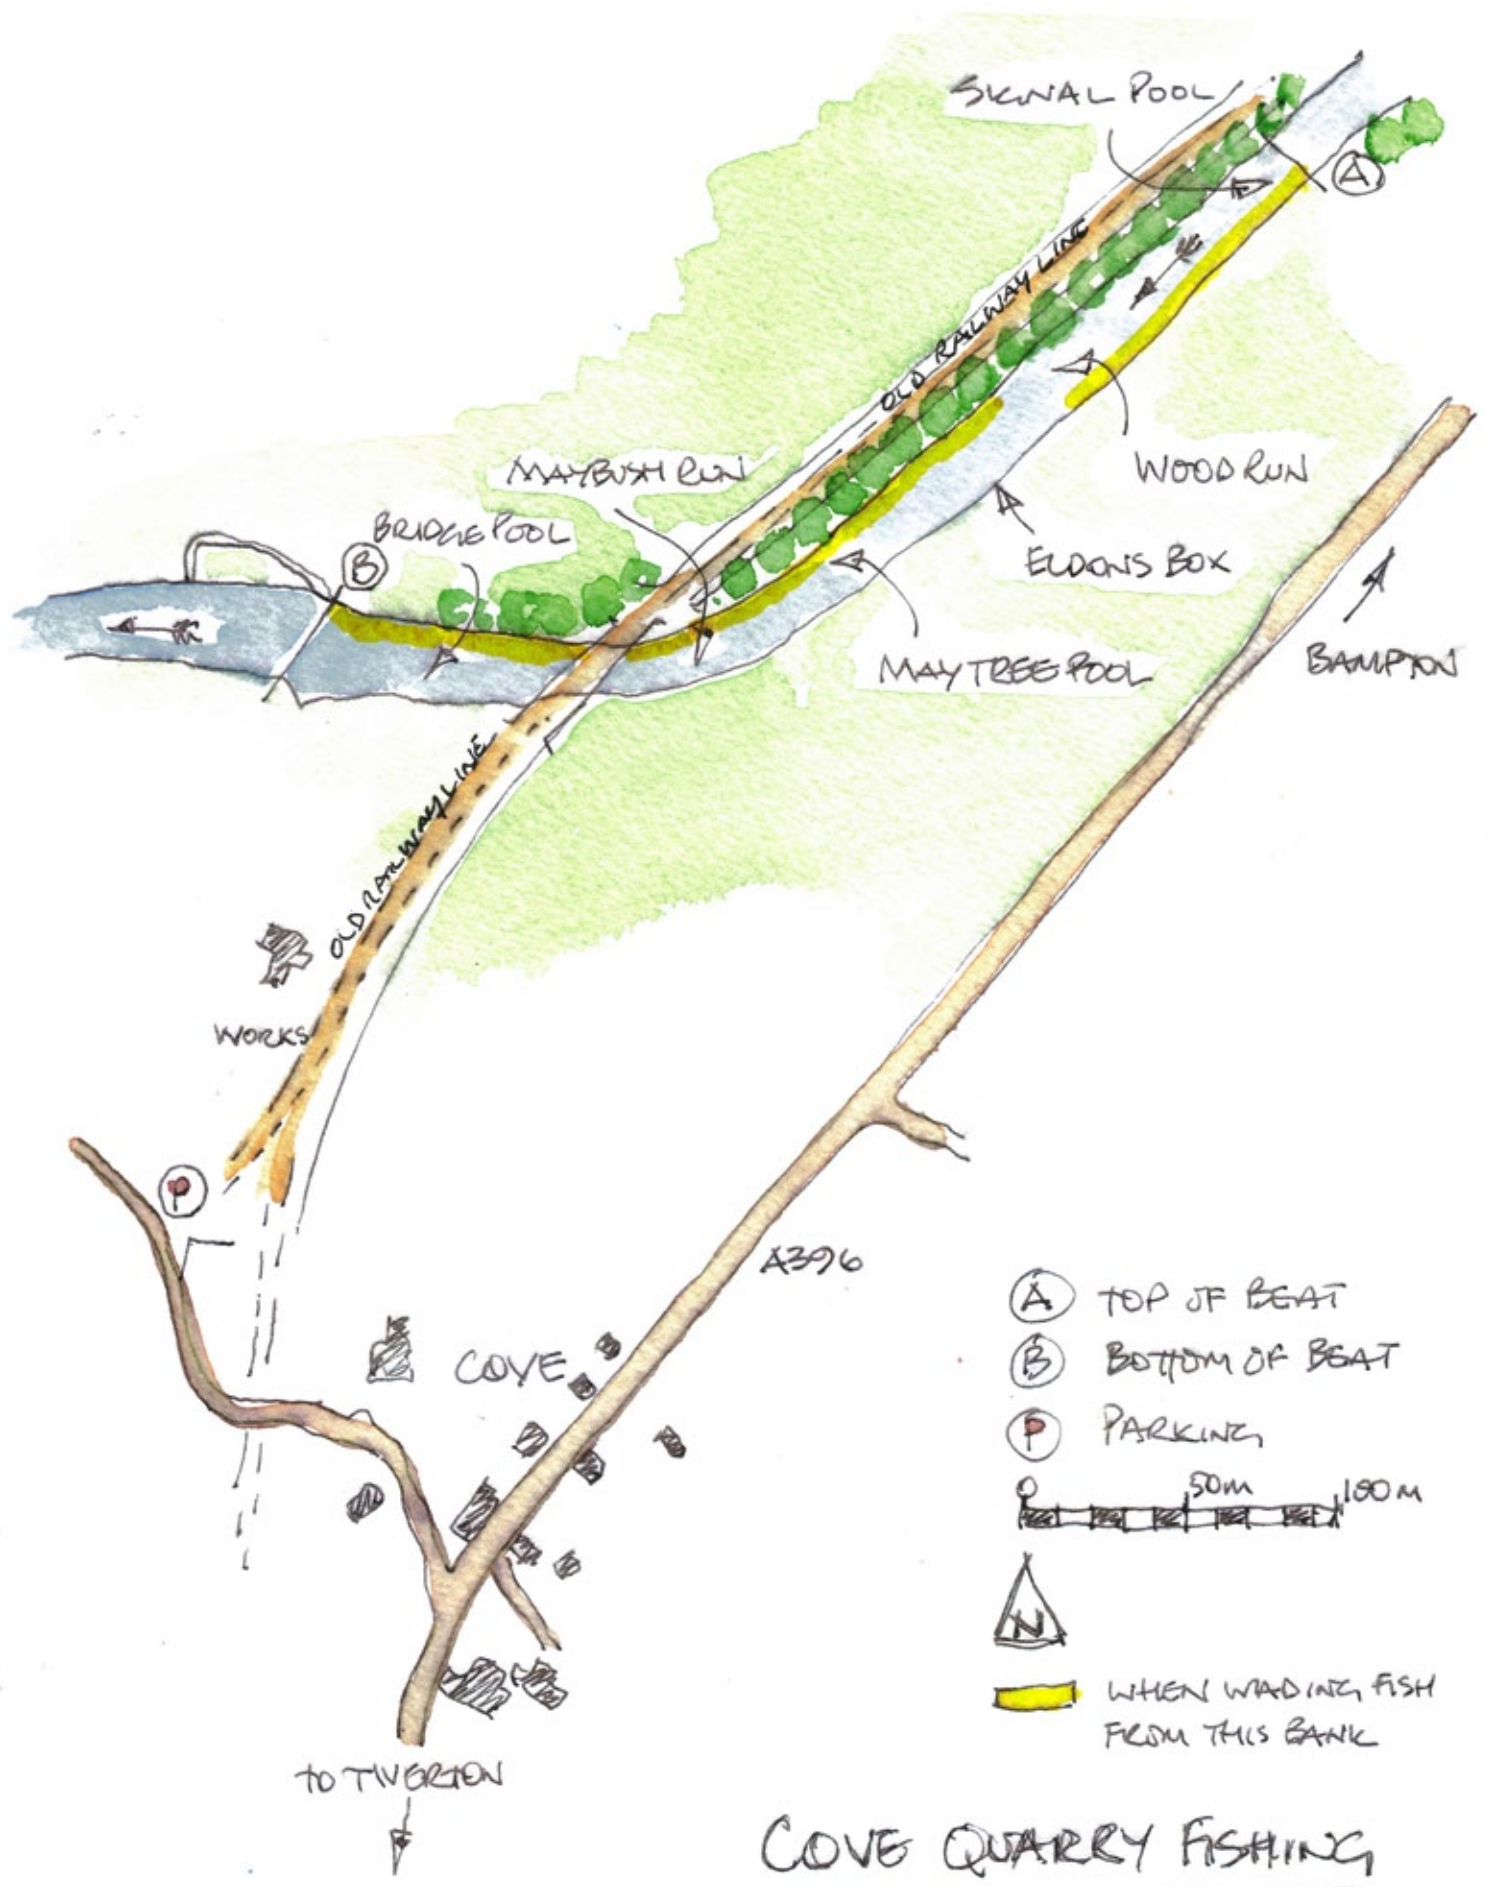 SIGNAL POOL
A
OLD RAILWAY LINE
MAYBUSH RUN
WOOD RUN
BRIDGE POOL
B
ELDONS BOX
MAY TREE POOL
BAMPTON
OLD RAILWAY LINE
WORKS
P
A396
COVE
A TOP OF BEAT
B BOTTOM OF BEAT
P PARKING
0 50m 100m
N
WHEN WADING FISH
FROM THIS BANK
TO TIVERTON
COVE QUARRY FISHING